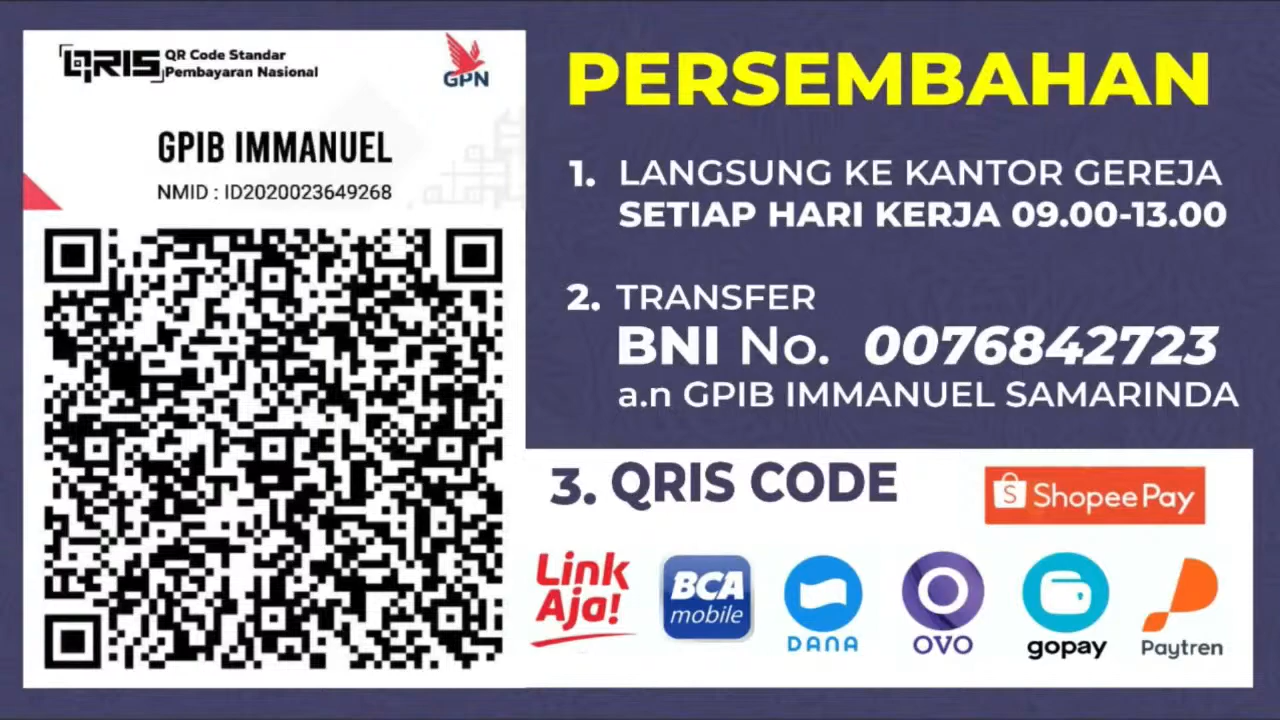 QRIS QR Code Standar
Pembayaran Nasional
GPN
GPIB IMMANUEL
NMID : ID2020023649268
PERSEMBAHAN
1. LANGSUNG KE KANTOR GEREJA
SETIAP HARI KERJA 09.00-13.00
2. TRANSFER
BNI No. 0076842723
a.n GPIB IMMANUEL SAMARINDA
3. QRIS CODE
S ShopeePay
Link
Aja!
BCA
mobile
DANA
OVO
gopay
Paytren